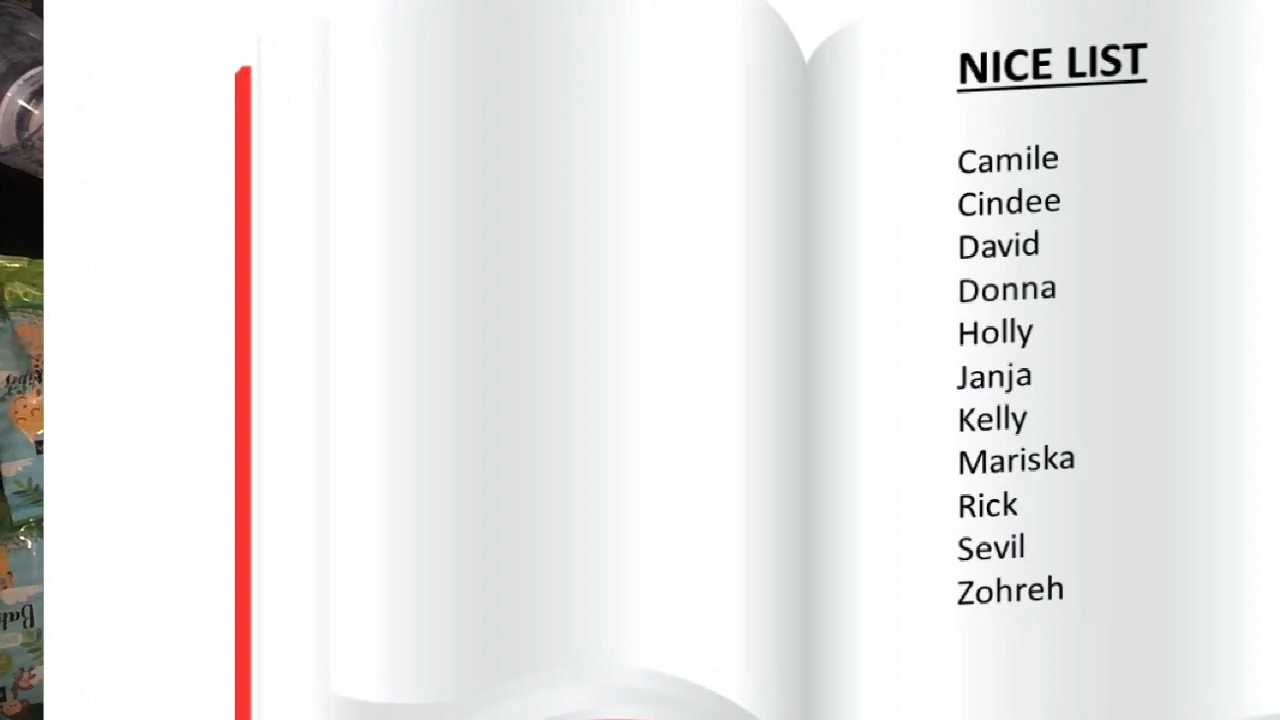 NICE LIST
Camile
Cindee
David
Donna
Holly
Janja
Kelly
Mariska
Rick
Sevil
Zohreh